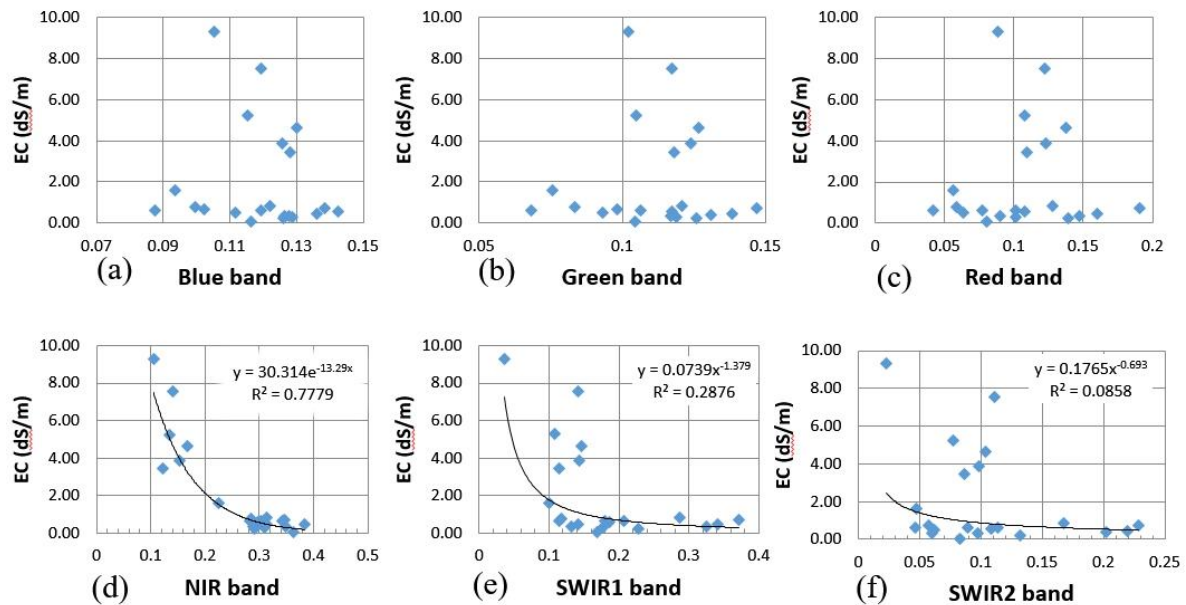 10.00
8.00
6.00
4.00
2.00
0.00
EC (dS/m)
0.07
0.09
0.11
0.13
0.15
(a)
Blue band
10.00
8.00
6.00
4.00
2.00
0.00
EC (dS/m)
0.05
0.1
0.15
(b)
Green band
10.00
8.00
6.00
4.00
2.00
0.00
EC (dS/m)
0
0.05
0.1
0.15
0.2
(c)
Red band
10.00
8.00
6.00
4.00
2.00
0.00
EC (dS/m)
y = 30.314e^-13.29x
R² = 0.7779
0
0.1
0.2
0.3
0.4
0.5
(d)
NIR band
10.00
8.00
6.00
4.00
2.00
0.00
EC (dS/m)
y = 0.0739x^-1.379
R² = 0.2876
0
0.1
0.2
0.3
0.4
(e)
SWIR1 band
10.00
8.00
6.00
4.00
2.00
0.00
EC (dS/m)
y = 0.1765x^-0.693
R² = 0.0858
0
0.05
0.1
0.15
0.2
0.25
(f)
SWIR2 band